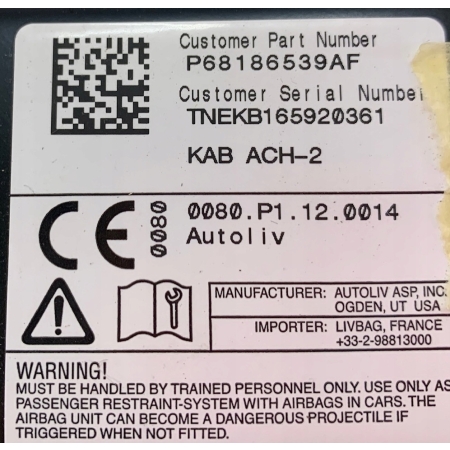 Customer Part Number
P68186539AF
Customer Serial Number
TNEKB165920361
KAB ACH-2
CE 0080
0080.P1.12.0014
Autoliv
MANUFACTURER: AUTOLIV ASP, INC.
OGDEN, UT USA
IMPORTER: LIVBAG, FRANCE
+33-2-98813000
WARNING!
MUST BE HANDLED BY TRAINED PERSONNEL ONLY. USE ONLY AS
PASSENGER RESTRAINT-SYSTEM WITH AIRBAGS IN CARS. THE
AIRBAG UNIT CAN BECOME A DANGEROUS PROJECTILE IF
TRIGGERED WHEN NOT FITTED.